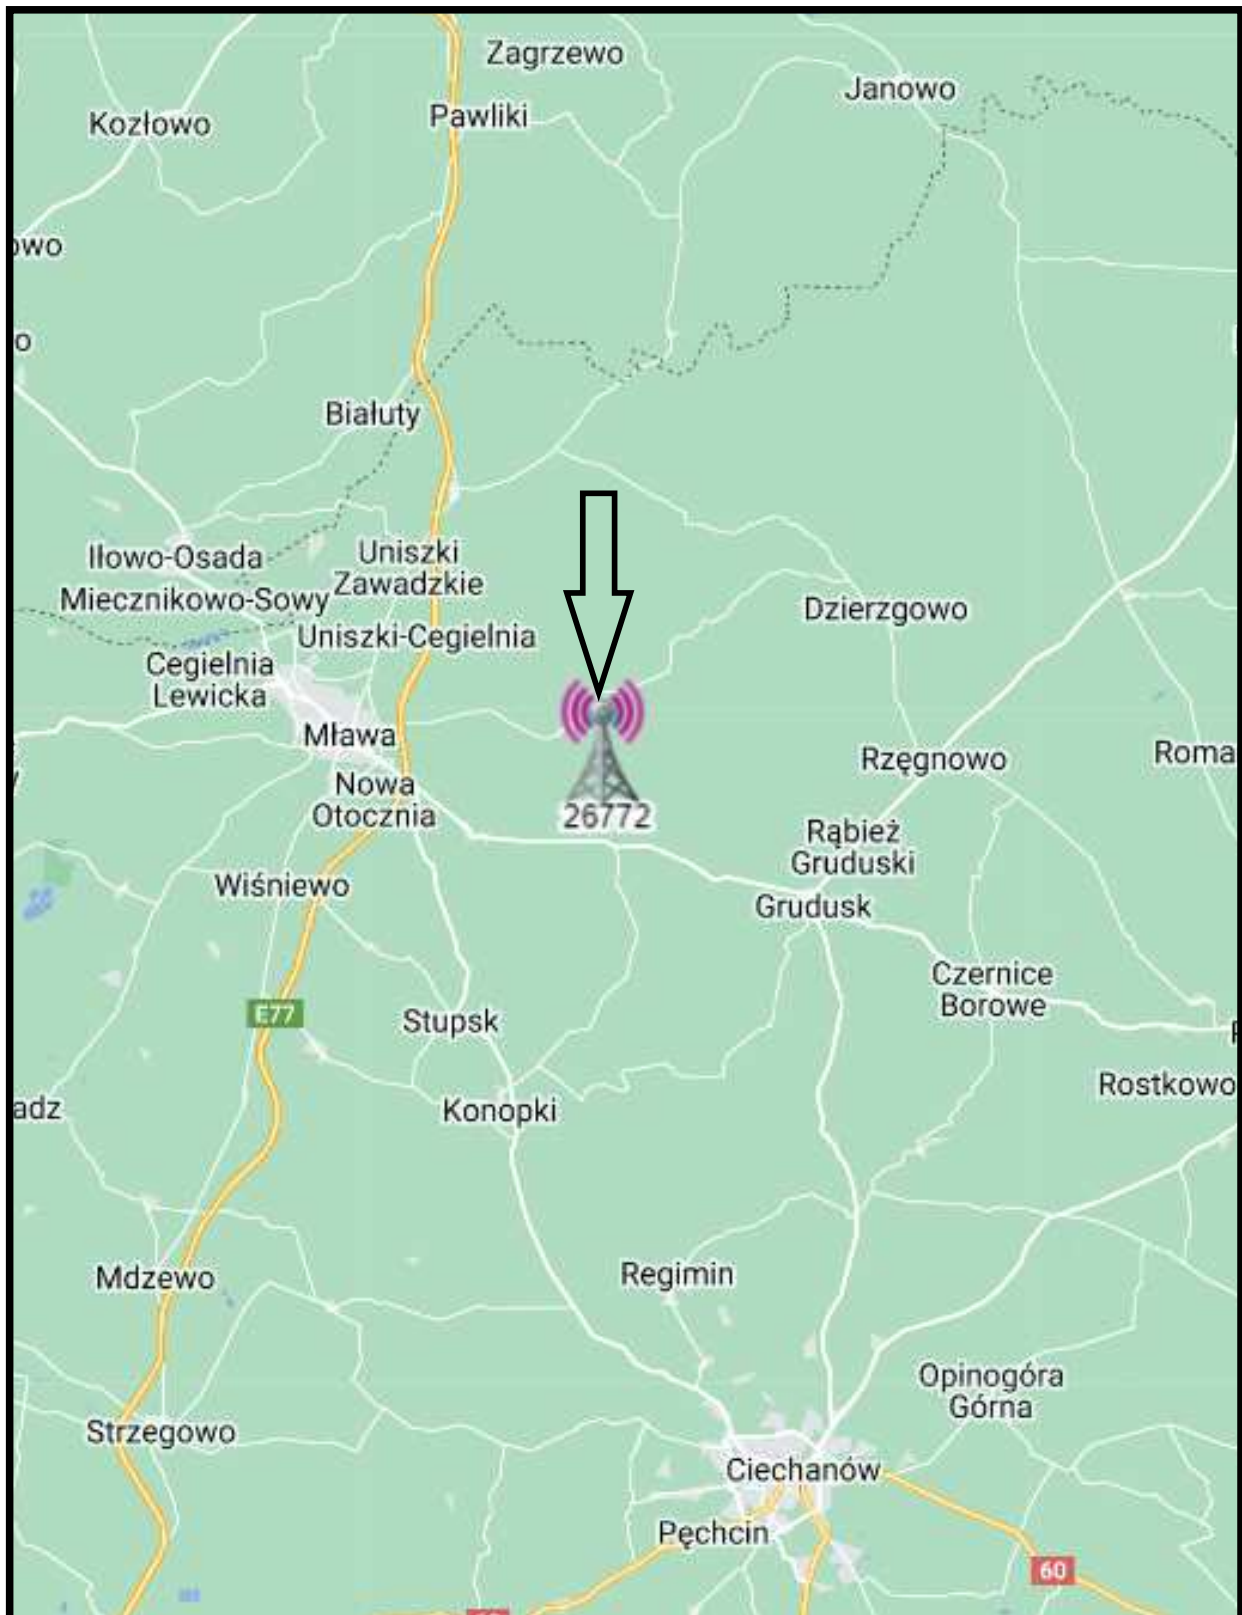 Zagrzewo
Janowo
Pawliki
Kozłowo
owo
o
Białuty
Iłowo-Osada
Uniszki
Zawadzkie
Miecznikowo-Sowy
Dzierzgowo
Uniszki-Cegielnia
Cegielnia
Lewicka
Mława
Rzęgnowo
Roma
Nowa
Otocznia
26772
Rąbież
Gruduski
Wiśniewo
Grudusk
Czernice
Borowe
E77
Stupsk
Rostkowo
adz
Konopki
Regimin
Mdzewo
Opinogóra
Górna
Strzegowo
Ciechanów
Pęchcin
60